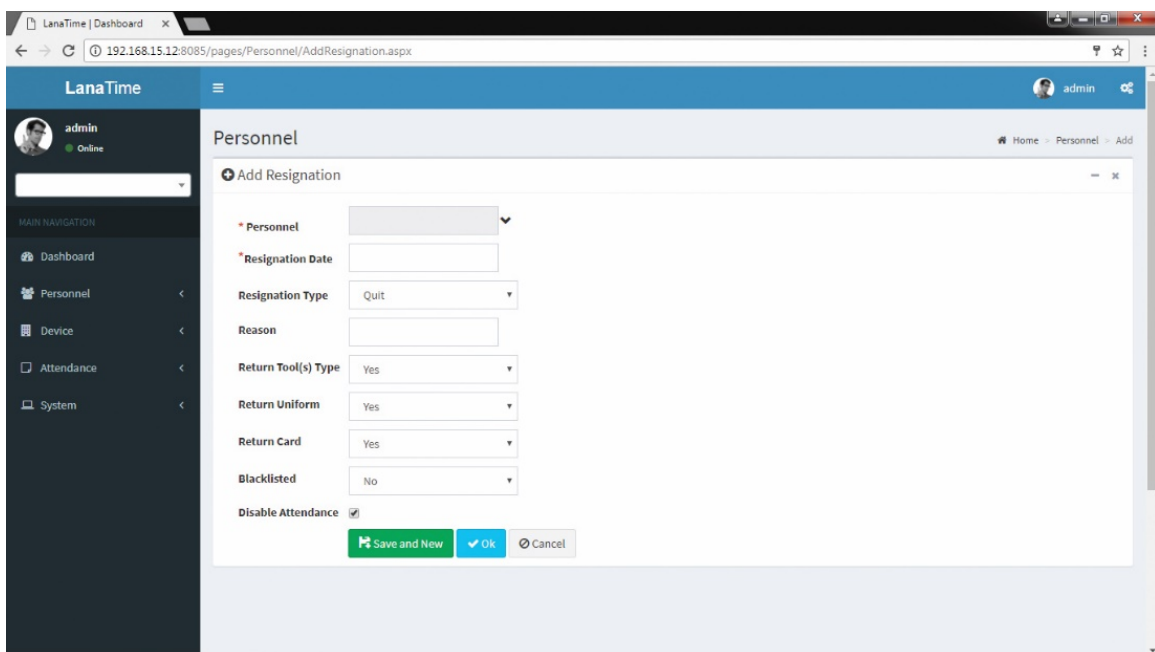 LanaTime | Dashboard
192.168.15.12:8085/pages/Personnel/AddResignation.aspx
LanaTime
admin
admin
Online
Personnel
Home > Personnel > Add
Add Resignation
MAIN NAVIGATION
Dashboard
Personnel
Device
Attendance
System
* Personnel
*Resignation Date
Resignation Type Quit
Reason
Return Tool(s) Type Yes
Return Uniform Yes
Return Card Yes
Blacklisted No
Disable Attendance
Save and New Ok Cancel